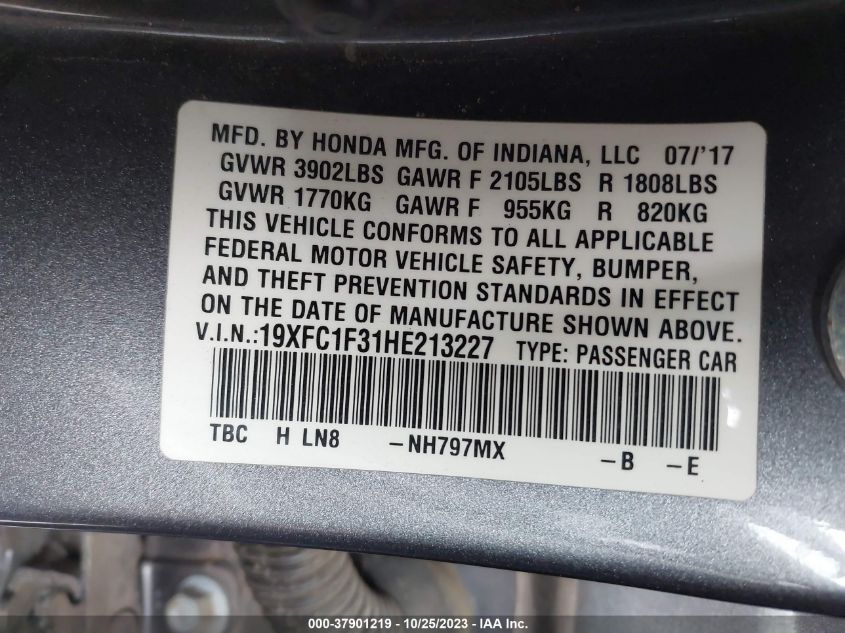 MFD. BY HONDA MFG. OF INDIANA, LLC 07/'17
GVWR 3902LBS GAWR F 2105LBS R 1808LBS
GVWR 1770KG GAWR F 955KG R 820KG
THIS VEHICLE CONFORMS TO ALL APPLICABLE
FEDERAL MOTOR VEHICLE SAFETY, BUMPER,
AND THEFT PREVENTION STANDARDS IN EFFECT
ON THE DATE OF MANUFACTURE SHOWN ABOVE.
V.I.N.:19XFC1F31HE213227 TYPE: PASSENGER CAR
TBC H LN8 -NH797MX -B -E
000-37901219 - 10/25/2023 - IAA Inc.